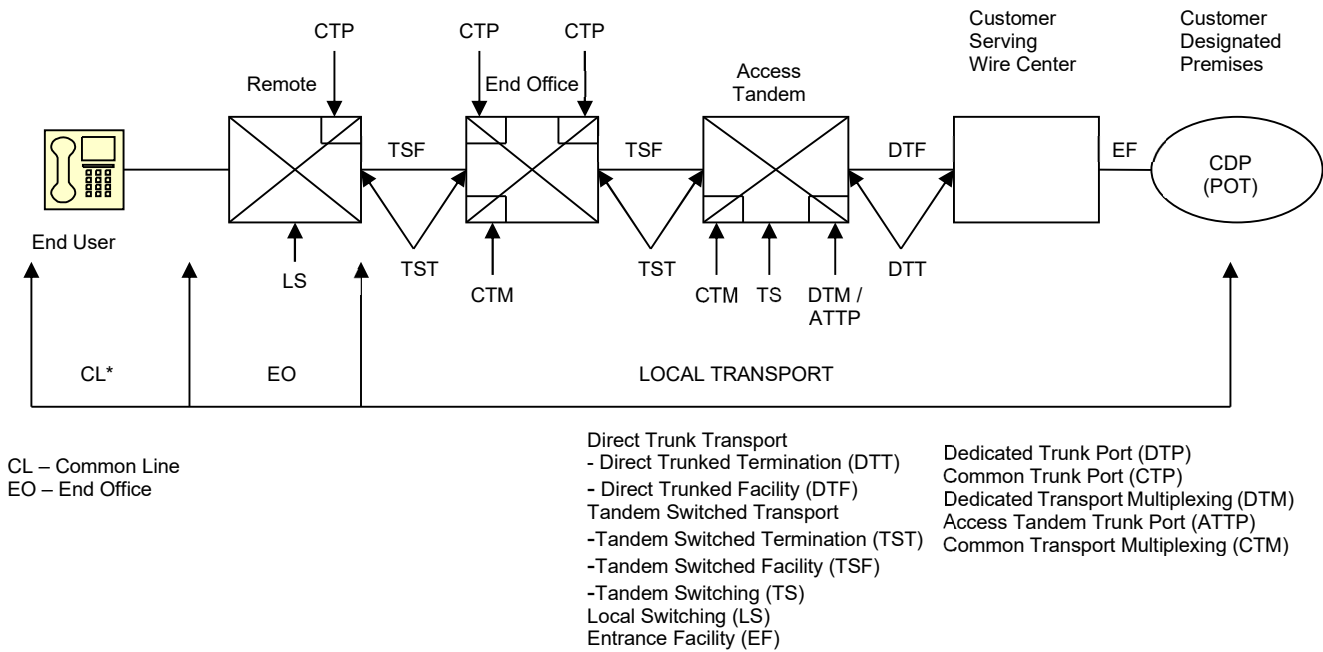 CTP
CTP
CTP
Customer
Serving
Wire Center
Customer
Designated
Premises
Remote
End Office
Access
Tandem
TSF
TSF
DTF
EF
CDP
(POT)
End User
LS
TST
CTM
TST
CTM
TS
DTM /
ATTP
DTT
CL*
EO
LOCAL TRANSPORT
CL – Common Line
EO – End Office
Direct Trunk Transport
- Direct Trunked Termination (DTT)
- Direct Trunked Facility (DTF)
Tandem Switched Transport
-Tandem Switched Termination (TST)
-Tandem Switched Facility (TSF)
-Tandem Switching (TS)
Local Switching (LS)
Entrance Facility (EF)
Dedicated Trunk Port (DTP)
Common Trunk Port (CTP)
Dedicated Transport Multiplexing (DTM)
Access Tandem Trunk Port (ATTP)
Common Transport Multiplexing (CTM)